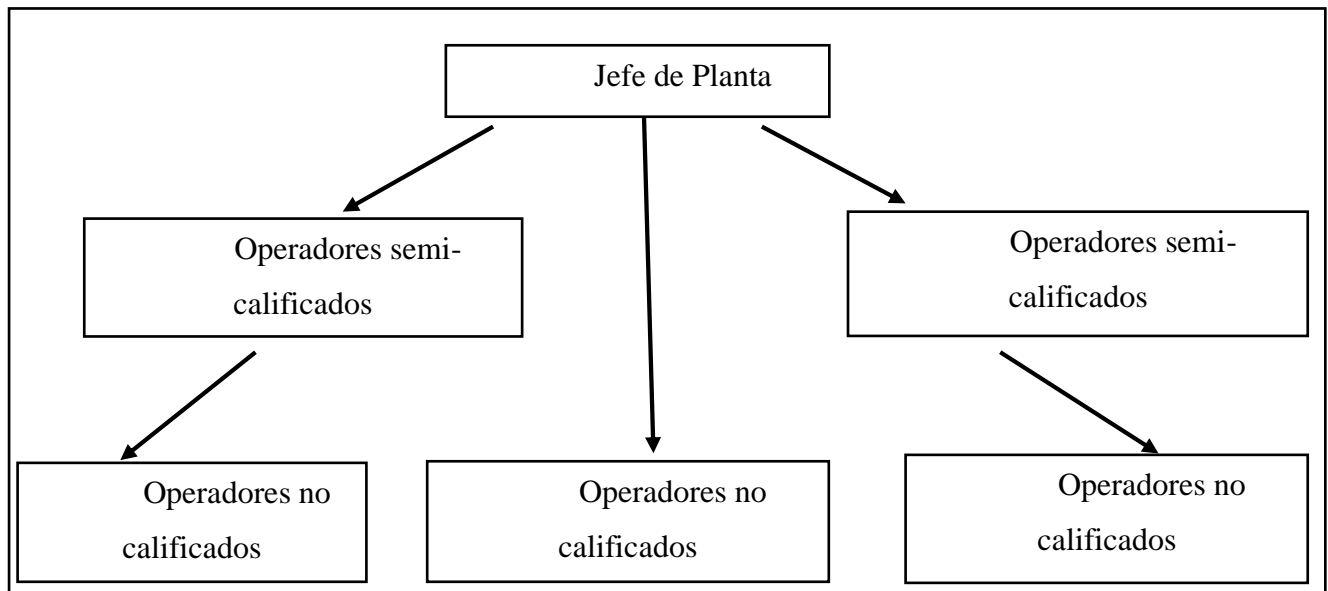 Jefe de Planta
Operadores semi-
calificados
Operadores semi-
calificados
Operadores no
calificados
Operadores no
calificados
Operadores no
calificados